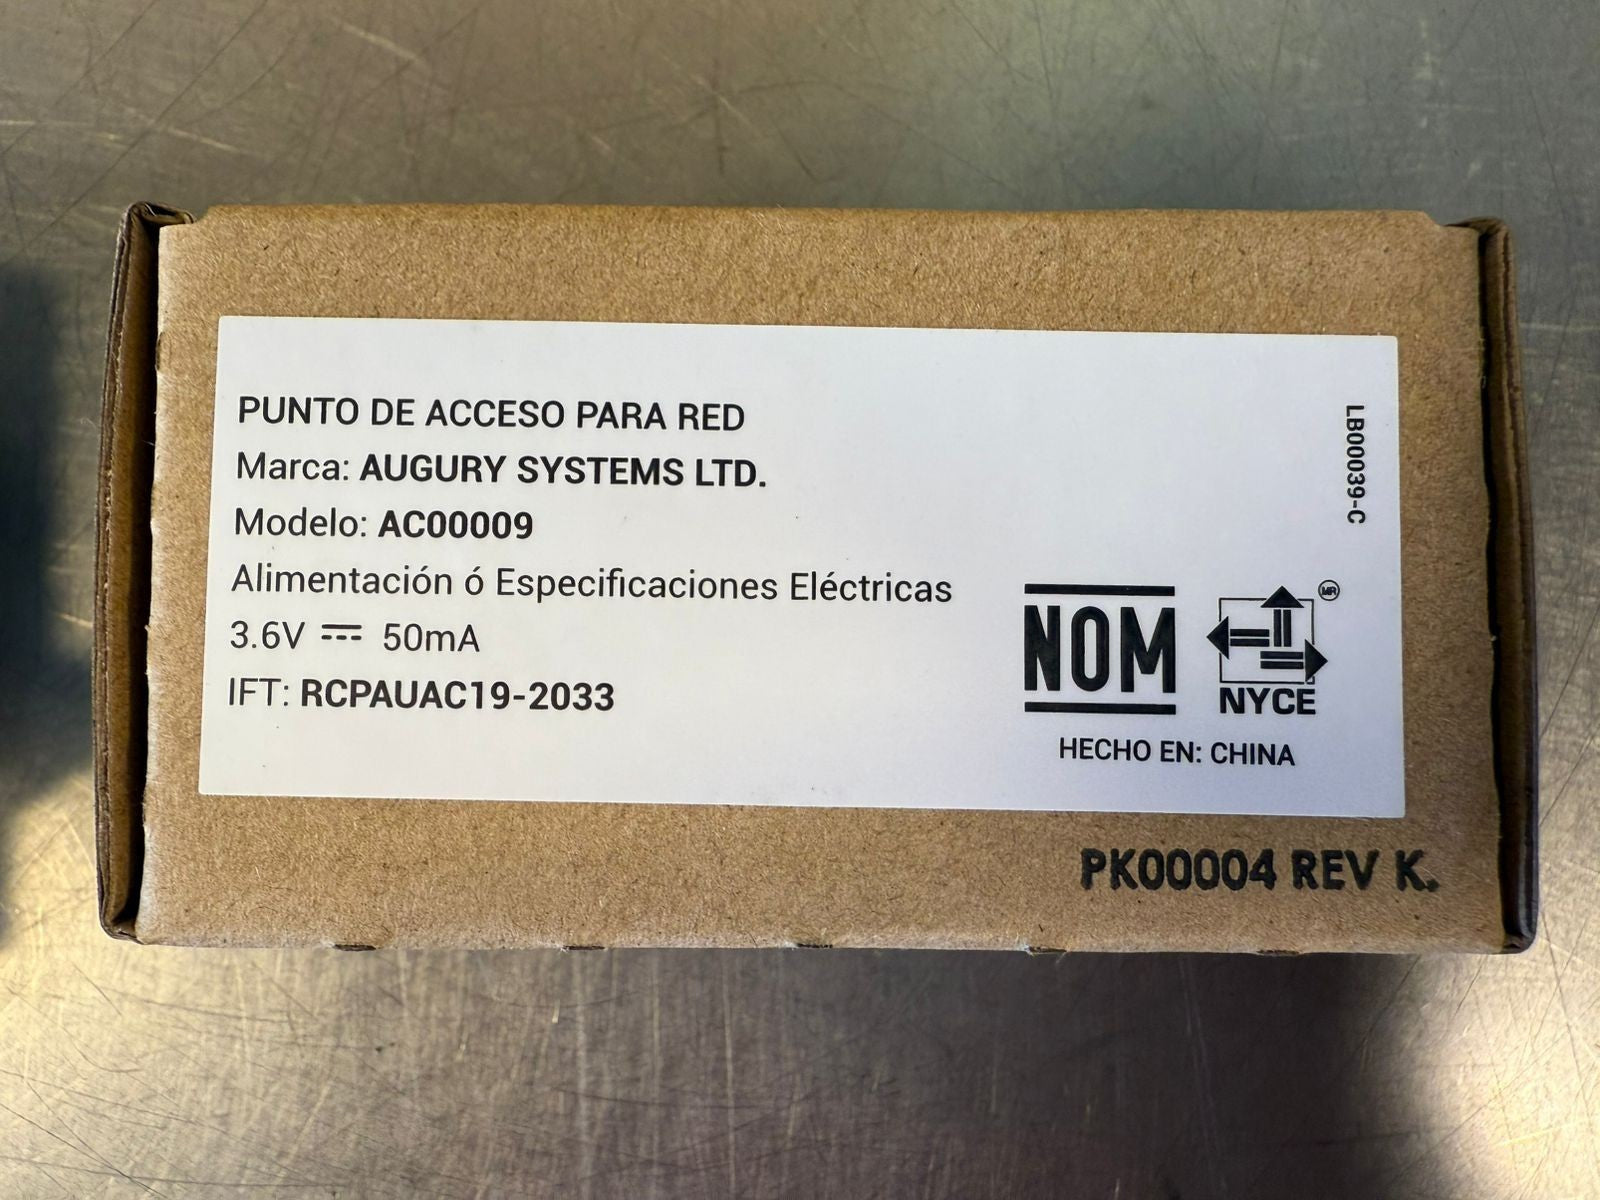 PUNTO DE ACCESO PARA RED
Marca: AUGURY SYSTEMS LTD.
Modelo: AC00009
Alimentación ó Especificaciones Eléctricas
3.6V ⎓ 50mA
IFT: RCPAUAC19-2033
LB00039-C
NOM
MR
NYCE
HECHO EN: CHINA
PK00004 REV K.